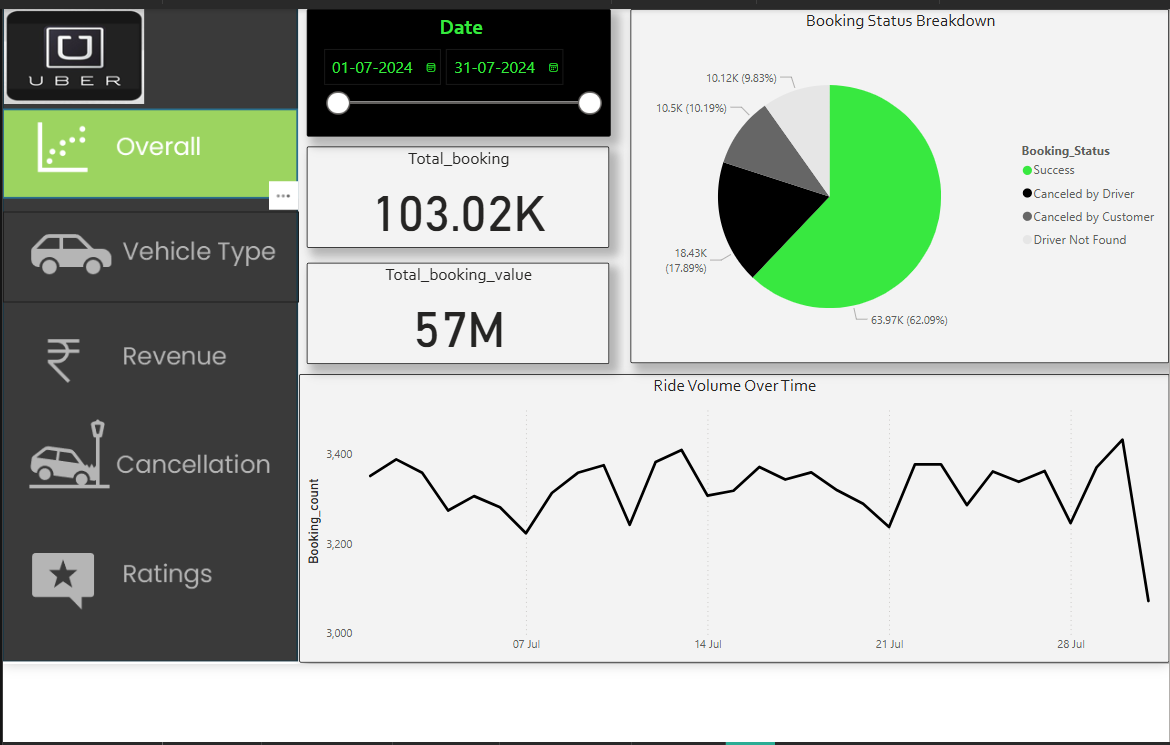 UBER
Overall
...
Vehicle Type
Revenue
Cancellation
Ratings
Date
01-07-2024
31-07-2024
Total_booking
103.02K
Total_booking_value
57M
Booking Status Breakdown
10.12K (9.83%)
10.5K (10.19%)
18.43K
(17.89%)
63.97K (62.09%)
Booking_Status
Success
Canceled by Driver
Canceled by Customer
Driver Not Found
Ride Volume Over Time
Booking_count
3,400
3,200
3,000
07 Jul
14 Jul
21 Jul
28 Jul